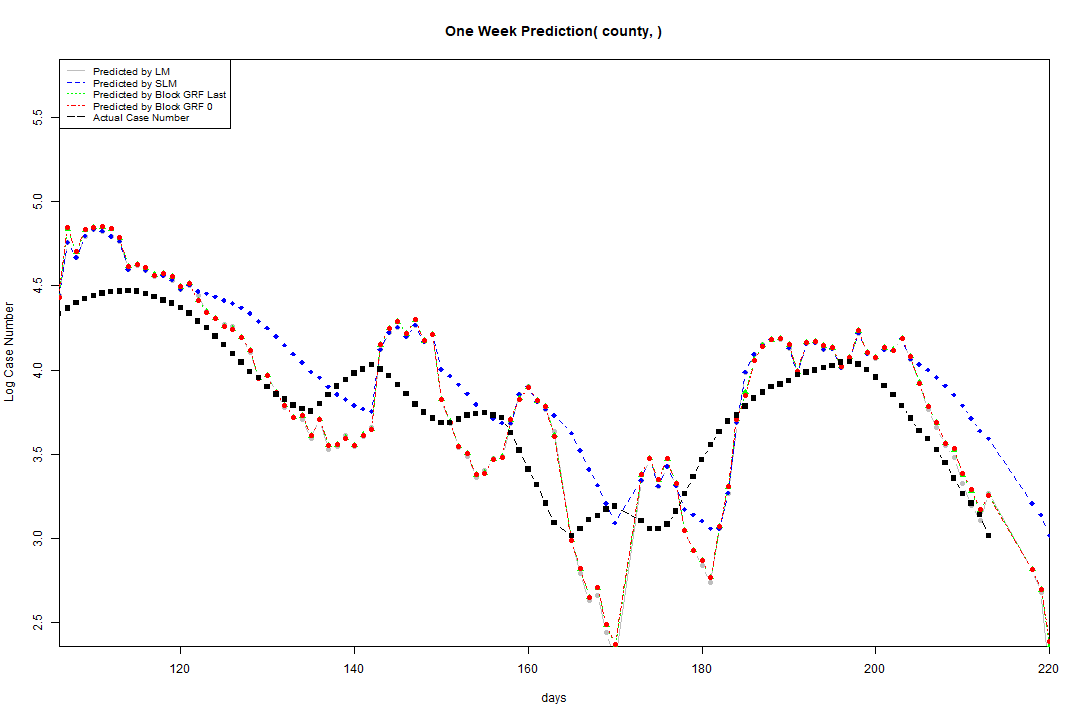 One Week Prediction( county, )
Predicted by LM
Predicted by SLM
Predicted by Block GRF Last
Predicted by Block GRF 0
Actual Case Number
5.5
5.0
4.5
4.0
3.5
3.0
2.5
Log Case Number
120 140 160 180 200 220
days